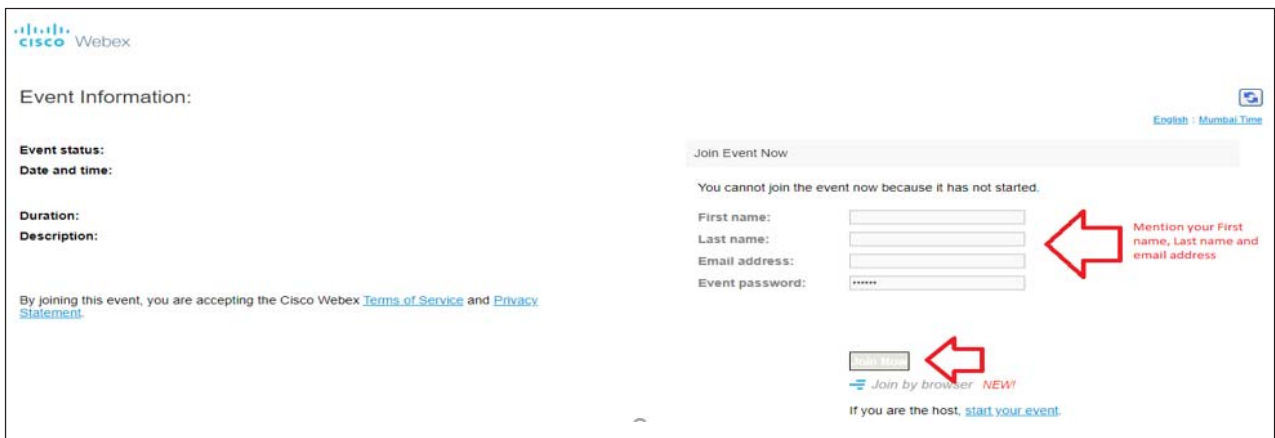 cisco Webex
Event Information:
English : Mumbai Time
Event status:
Date and time:
Duration:
Description:
By joining this event, you are accepting the Cisco Webex Terms of Service and Privacy
Statement.
Join Event Now
You cannot join the event now because it has not started.
First name:
Last name:
Email address:
Event password:
••••••
Mention your First
name, Last name and
email address
Join Now
Join by browser NEW!
If you are the host, start your event.